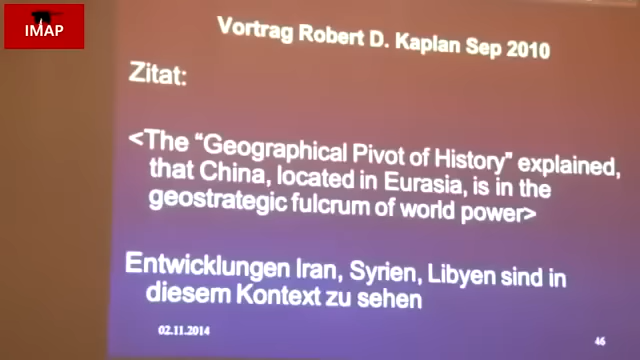 IMAP
Vortrag Robert D. Kaplan Sep 2010
Zitat:
<The “Geographical Pivot of History” explained,
that China, located in Eurasia, is in the
geostrategic fulcrum of world power>
Entwicklungen Iran, Syrien, Libyen sind in
diesem Kontext zu sehen
02.11.2014
46